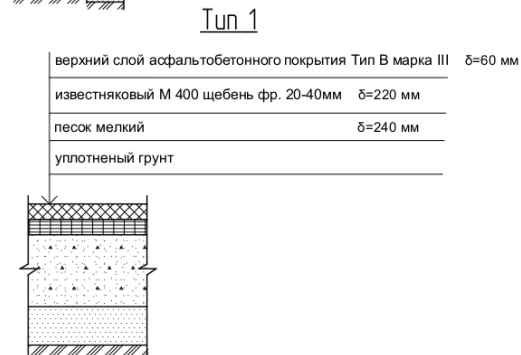 Тип 1
верхний слой асфальтобетонного покрытия Тип В марка III δ=60 мм
известняковый М 400 щебень фр. 20-40мм δ=220 мм
песок мелкий δ=240 мм
уплотненый грунт